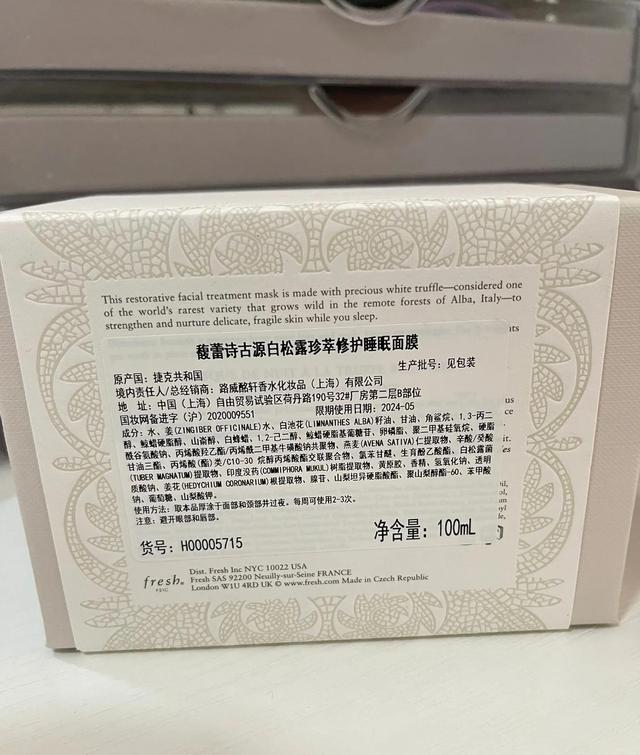 This restorative facial treatment mask is made with precious white truffle—considered one
of the world's rarest variety that grows wild in the remote forests of Alba, Italy—to
strengthen and nurture delicate, fragile skin while you sleep.
馥蕾诗古源白松露珍萃修护睡眠面膜
原产国：捷克共和国 生产批号：见包装
境内责任人/总经销商：路威酩轩香水化妆品（上海）有限公司
地 址：中国（上海）自由贸易试验区荷丹路190号32#厂房第二层B部位
国妆网备进字（沪）2020009551 限期使用日期：2024-05
成分：水、姜(ZINGIBER OFFICINALE)水、白池花(LIMNANTHES ALBA)籽油、甘油、角鲨烷、1,3-丙二
醇、鲸蜡硬脂醇、山嵛醇、白蜂蜡、1,2-己二醇、鲸蜡硬脂基葡糖苷、卵磷脂、聚二甲基硅氧烷、硬脂
酰谷氨酸钠、丙烯酸羟乙酯/丙烯酰二甲基牛磺酸钠共聚物、燕麦(AVENA SATIVA)仁提取物、辛酸/癸酸
甘油三酯、丙烯酸(酯)类/C10-30 烷醇丙烯酸酯交联聚合物、氯苯甘醚、生育酚乙酸酯、白松露菌
(TUBER MAGNATUM)提取物、印度没药(COMMIPHORA MUKUL)树脂提取物、黄原胶、香精、氢氧化钠、透明
质酸钠、姜花(HEDYCHIUM CORONARIUM)根提取物、腺苷、山梨坦异硬脂酸酯、聚山梨醇酯-60、苯甲酸
钠、葡萄糖、山梨酸钾。
使用方法：取本品厚涂于面部和颈部并过夜。每周可使用2-3次。
注意：避开眼部和唇部。
货号：H00005715 净含量：100mL
fresh®
F21C
Dist. Fresh Inc NYC 10022 USA
Fresh SAS 92200 Neuilly-sur-Seine FRANCE
London W1U 4RD UK © www.fresh.com Made in Czech Republic